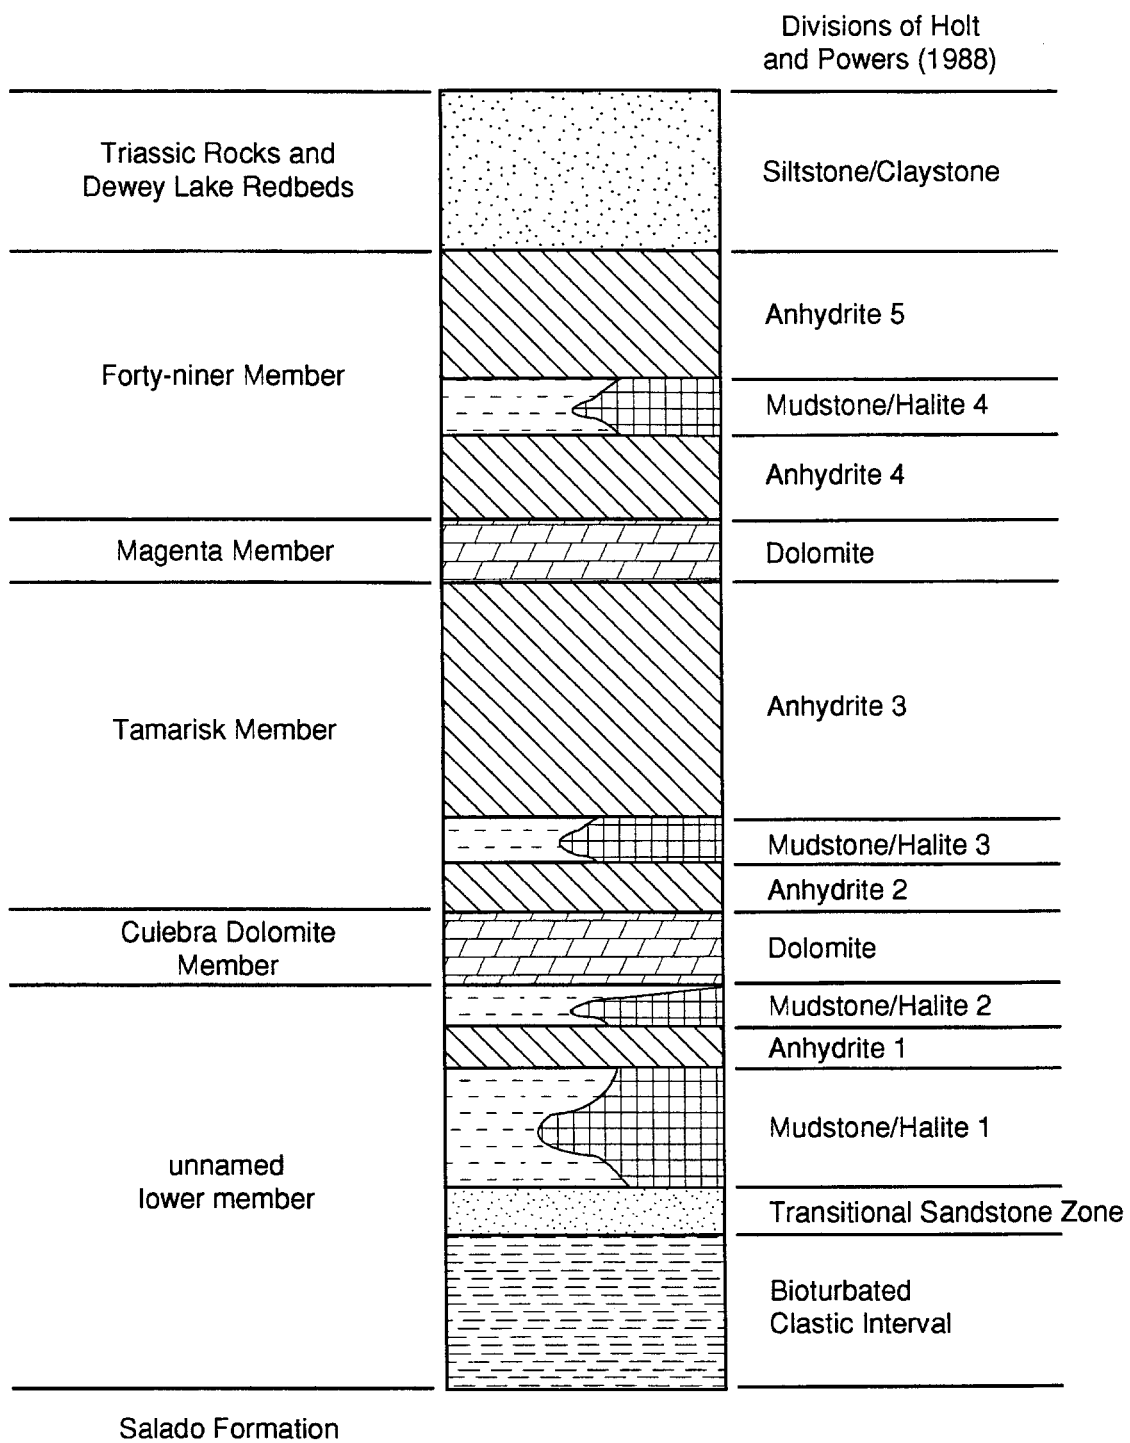 Divisions of Holt
and Powers (1988)
Triassic Rocks and
Dewey Lake Redbeds
Siltstone/Claystone
Forty-niner Member
Anhydrite 5
Mudstone/Halite 4
Anhydrite 4
Magenta Member
Dolomite
Tamarisk Member
Anhydrite 3
Mudstone/Halite 3
Anhydrite 2
Culebra Dolomite
Member
Dolomite
unnamed
lower member
Mudstone/Halite 2
Anhydrite 1
Mudstone/Halite 1
Transitional Sandstone Zone
Bioturbated
Clastic Interval
Salado Formation